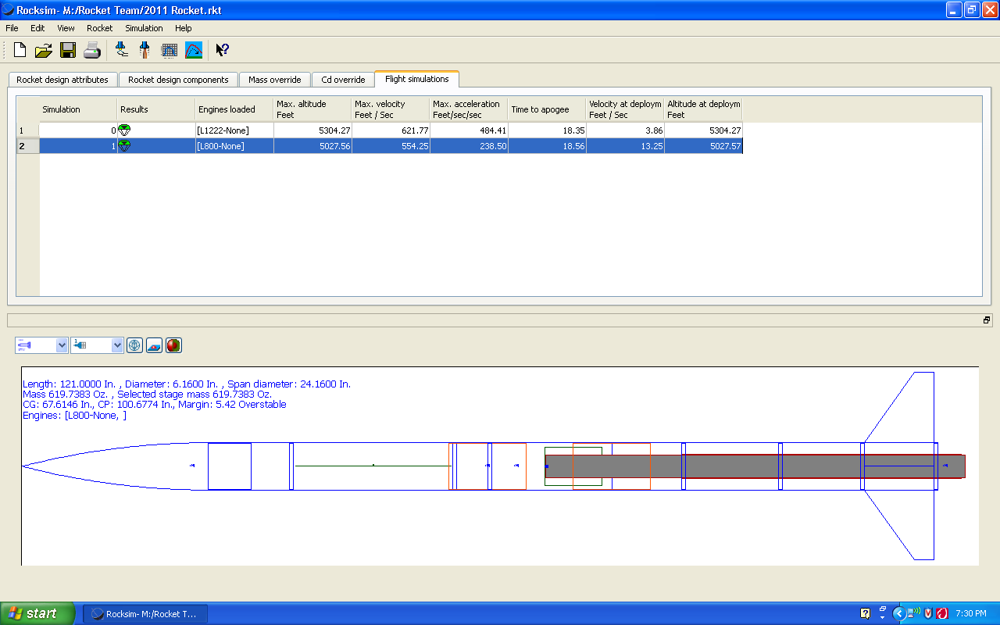 Rocksim- M:/Rocket Team/2011 Rocket.rkt
File Edit View Rocket Simulation Help
Rocket design attributes Rocket design components Mass override Cd override Flight simulations
Simulation Results Engines loaded Max. altitude Feet Max. velocity Feet / Sec Max. acceleration Feet/sec/sec Time to apogee Velocity at deploym Feet / Sec Altitude at deploym Feet
1 0 [L1222-None] 5304.27 621.77 484.41 18.35 3.86 5304.27
2 1 [L800-None] 5027.56 554.25 238.50 18.56 13.25 5027.57
Length: 121.0000 In. , Diameter: 6.1600 In. , Span diameter: 24.1600 In.
Mass 619.7383 Oz. , Selected stage mass 619.7383 Oz.
CG: 67.6146 In., CP: 100.6774 In., Margin: 5.42 Overstable
Engines: [L800-None, ]
start Rocksim- M:/Rocket T... 7:30 PM